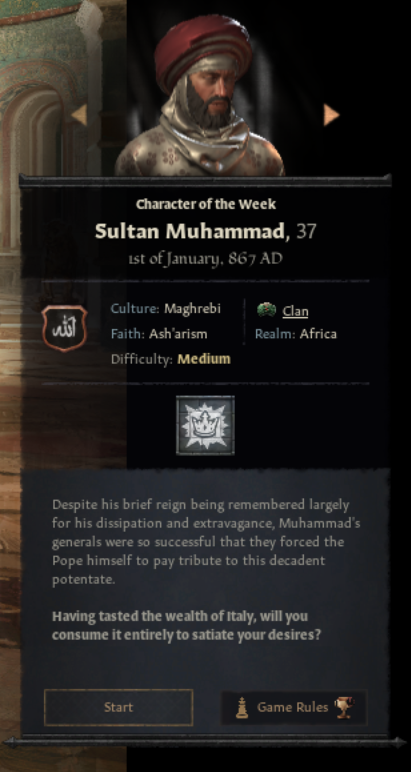 Character of the Week
Sultan Muhammad, 37
1st of January, 867 AD
Culture: Maghrebi
Clan
Faith: Ash'arism
Realm: Africa
Difficulty: Medium
الله
Despite his brief reign being remembered largely
for his dissipation and extravagance, Muhammad's
generals were so successful that they forced the
Pope himself to pay tribute to this decadent
potentate.
Having tasted the wealth of Italy, will you
consume it entirely to satiate your desires?
Start
Game Rules